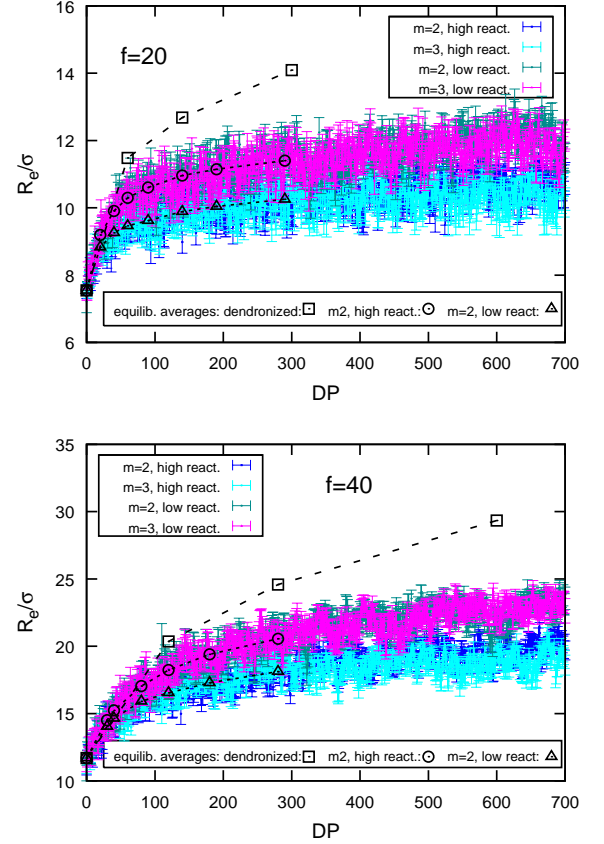 16
14
12
10
8
6
R_e/σ
f=20
m=2, high react.
m=3, high react.
m=2, low react.
m=3, low react.
equilib. averages: dendronized: m2, high react.: m=2, low react:
0 100 200 300 400 500 600 700
DP
35
30
25
20
15
10
R_e/σ
m=2, high react.
m=3, high react.
m=2, low react.
m=3, low react.
f=40
equilib. averages: dendronized: m2, high react.: m=2, low react:
0 100 200 300 400 500 600 700
DP